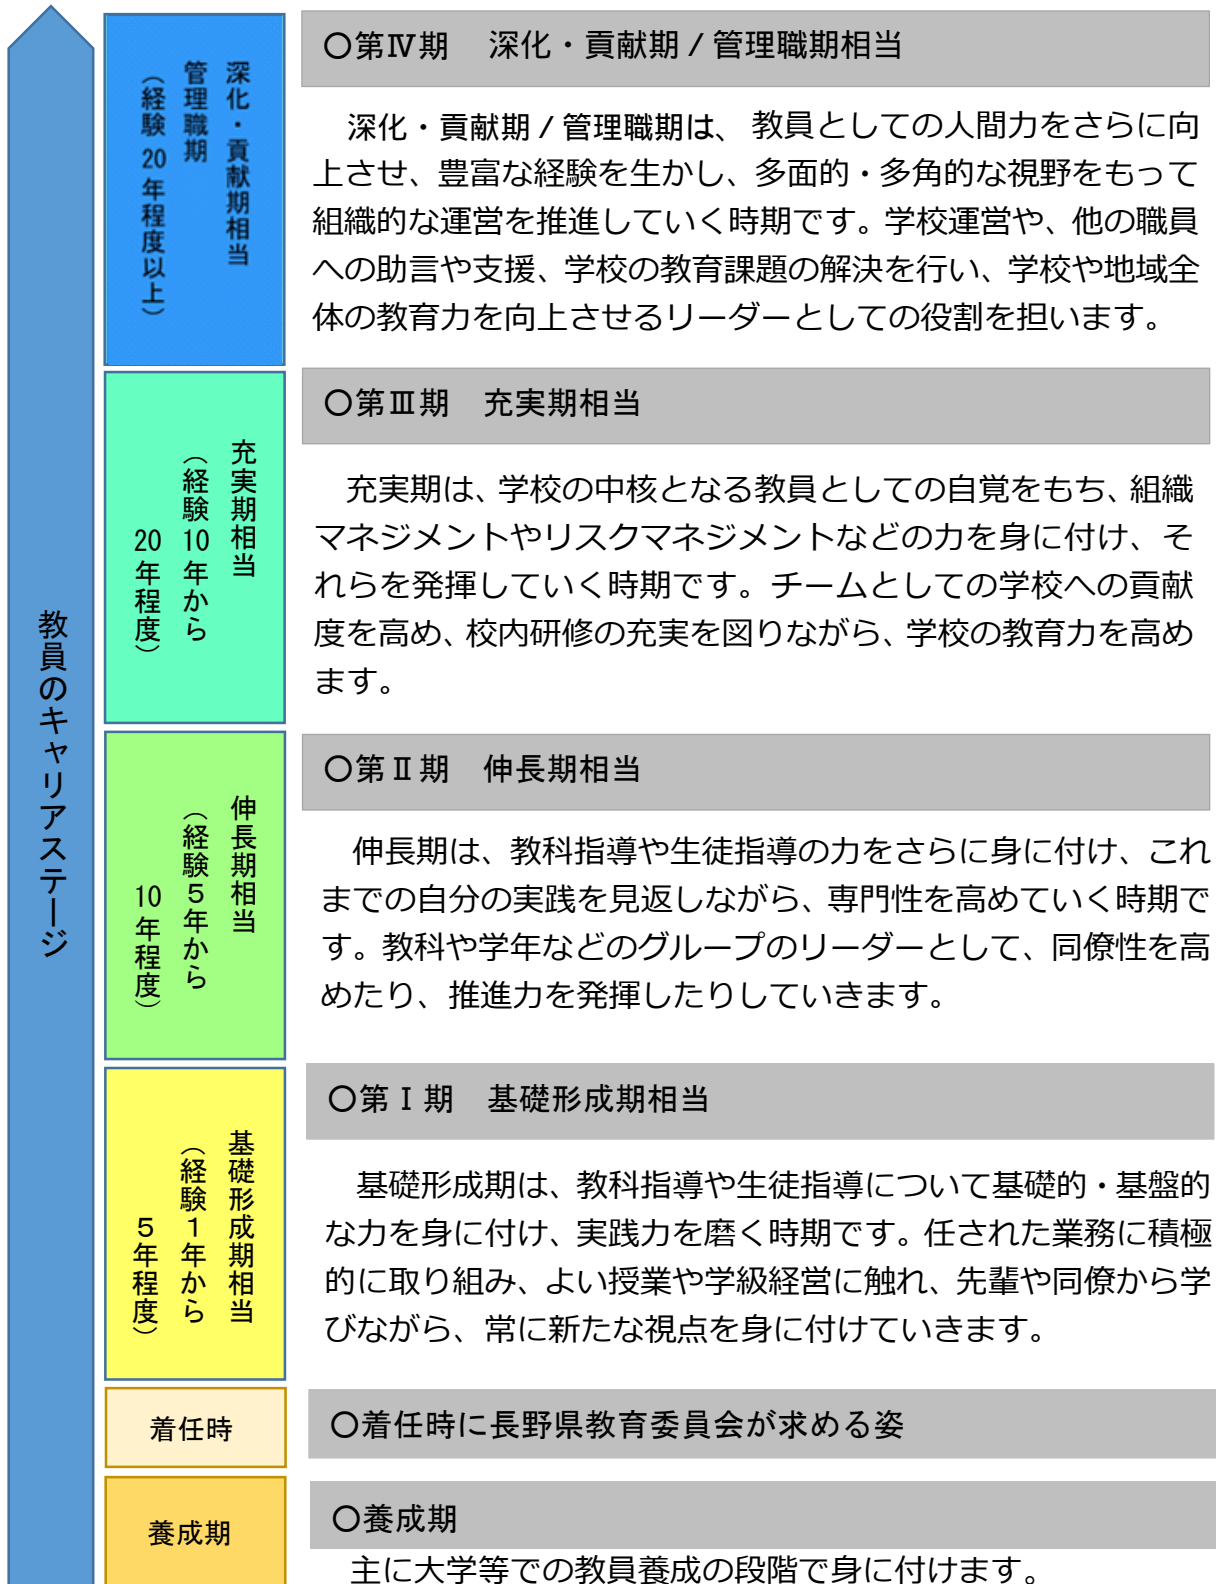 教員のキャリアステージ
深化・貢献期相当
管理職期
（経験 20 年程度以上）
〇第Ⅳ期　深化・貢献期 / 管理職期相当
深化・貢献期 / 管理職期は、教員としての人間力をさらに向
上させ、豊富な経験を生かし、多面的・多角的な視野をもって
組織的な運営を推進していく時期です。学校運営や、他の職員
への助言や支援、学校の教育課題の解決を行い、学校や地域全
体の教育力を向上させるリーダーとしての役割を担います。
充実期相当
（経験 10 年から
20 年程度）
〇第Ⅲ期　充実期相当
充実期は、学校の中核となる教員としての自覚をもち、組織
マネジメントやリスクマネジメントなどの力を身に付け、そ
れらを発揮していく時期です。チームとしての学校への貢献
度を高め、校内研修の充実を図りながら、学校の教育力を高め
ます。
伸長期相当
（経験５年から
10 年程度）
〇第Ⅱ期　伸長期相当
伸長期は、教科指導や生徒指導の力をさらに身に付け、これ
までの自分の実践を見返しながら、専門性を高めていく時期で
す。教科や学年などのグループのリーダーとして、同僚性を高
めたり、推進力を発揮したりしていきます。
基礎形成期相当
（経験１年から
５年程度）
〇第Ⅰ期　基礎形成期相当
基礎形成期は、教科指導や生徒指導について基礎的・基盤的
な力を身に付け、実践力を磨く時期です。任された業務に積極
的に取り組み、よい授業や学級経営に触れ、先輩や同僚から学
びながら、常に新たな視点を身に付けていきます。
着任時
〇着任時に長野県教育委員会が求める姿
養成期
〇養成期
主に大学等での教員養成の段階で身に付けます。